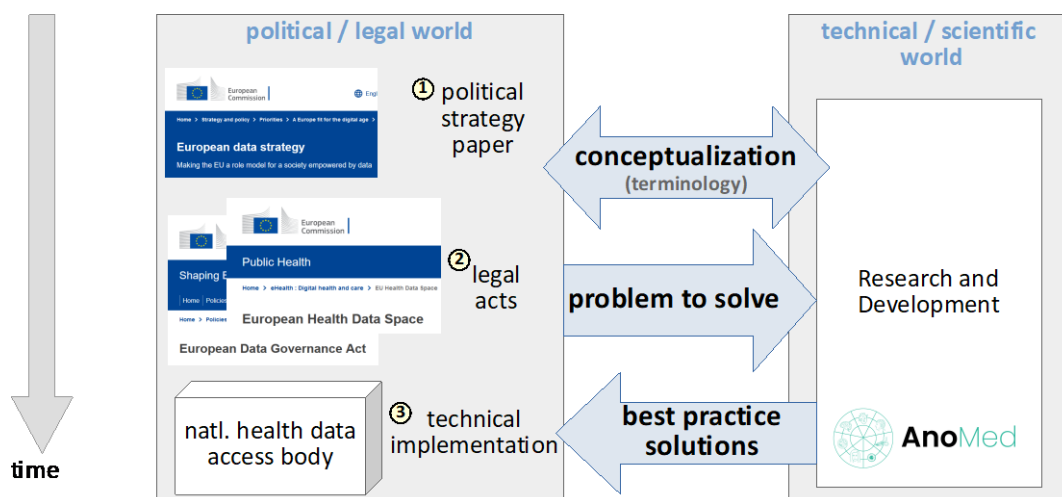 political / legal world
technical / scientific
world
European
Commission
Engl
Home > Strategy and policy > Priorities > A Europe fit for the digital age >
European data strategy
Making the EU a role model for a society empowered by data
① political
strategy
paper
conceptualization
(terminology)
European
Commission
Public Health
Home > eHealth : Digital health and care > EU Health Data Space
European Health Data Space
Shaping E
Home Policies
Home > Policies
European Data Governance Act
② legal
acts
problem to solve
Research and
Development
natl. health data
access body
③ technical
implementation
best practice
solutions
AnoMed
time